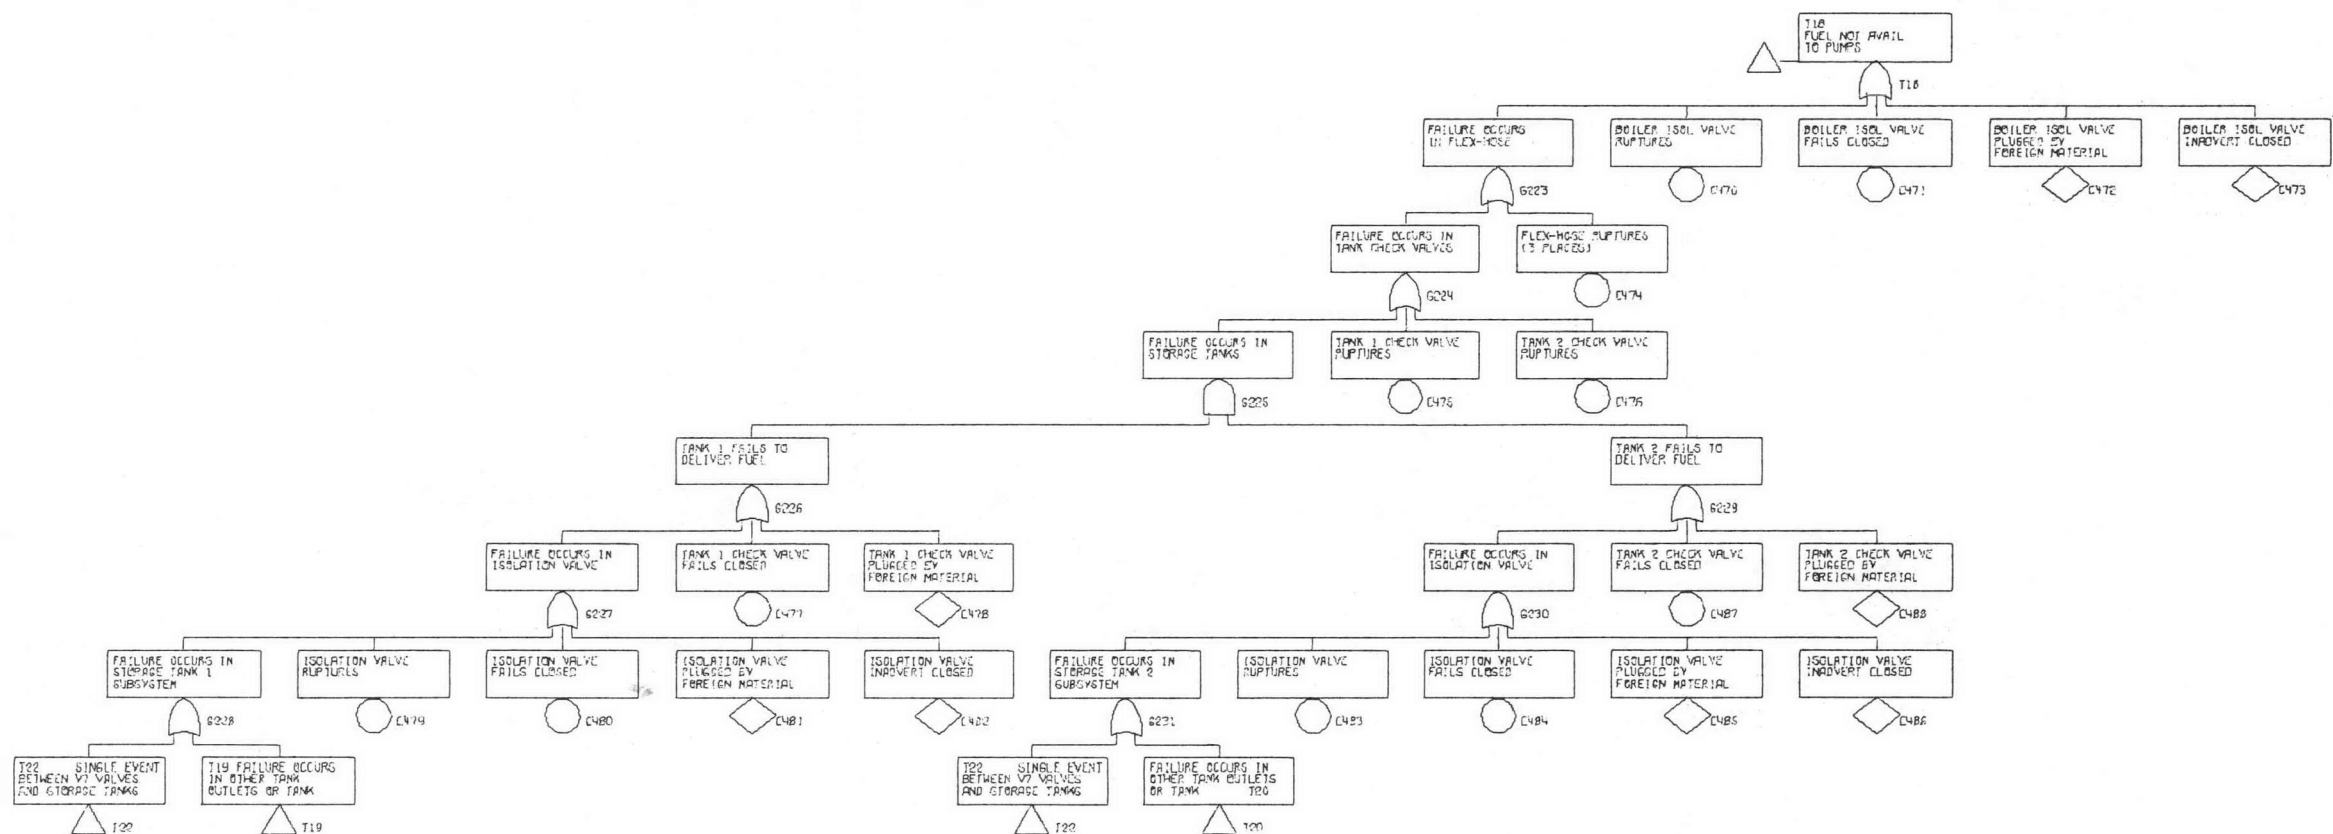 T18
FUEL NOT AVAIL
TO PUMPS
T18
FAILURE OCCURS
IN FLEX-HOSE
G223
BOILER ISOL VALVE
RUPTURES
C470
BOILER ISOL VALVE
FAILS CLOSED
C471
BOILER ISOL VALVE
PLUGGED BY
FOREIGN MATERIAL
C472
BOILER ISOL VALVE
INADVERT CLOSED
C473
FAILURE OCCURS IN
TANK CHECK VALVES
G224
FLEX-HOSE RUPTURES
(3 PLACES)
C474
FAILURE OCCURS IN
STORAGE TANKS
G225
TANK 1 CHECK VALVE
RUPTURES
C475
TANK 2 CHECK VALVE
RUPTURES
C476
TANK 1 FAILS TO
DELIVER FUEL
G226
TANK 2 FAILS TO
DELIVER FUEL
G229
FAILURE OCCURS IN
ISOLATION VALVE
G227
TANK 1 CHECK VALVE
FAILS CLOSED
C477
TANK 1 CHECK VALVE
PLUGGED BY
FOREIGN MATERIAL
C478
FAILURE OCCURS IN
ISOLATION VALVE
G230
TANK 2 CHECK VALVE
FAILS CLOSED
C487
TANK 2 CHECK VALVE
PLUGGED BY
FOREIGN MATERIAL
C488
FAILURE OCCURS IN
STORAGE TANK 1
SUBSYSTEM
G228
ISOLATION VALVE
RUPTURES
C479
ISOLATION VALVE
FAILS CLOSED
C480
ISOLATION VALVE
PLUGGED BY
FOREIGN MATERIAL
C481
ISOLATION VALVE
INADVERT CLOSED
C482
FAILURE OCCURS IN
STORAGE TANK 2
SUBSYSTEM
G231
ISOLATION VALVE
RUPTURES
C483
ISOLATION VALVE
FAILS CLOSED
C484
ISOLATION VALVE
PLUGGED BY
FOREIGN MATERIAL
C485
ISOLATION VALVE
INADVERT CLOSED
C486
T22 SINGLE EVENT
BETWEEN V7 VALVES
AND STORAGE TANKS
T22
T19 FAILURE OCCURS
IN OTHER TANK
OUTLETS OR TANK
T19
T22 SINGLE EVENT
BETWEEN V7 VALVES
AND STORAGE TANKS
T22
FAILURE OCCURS IN
OTHER TANK OUTLETS
OR TANK T20
T20